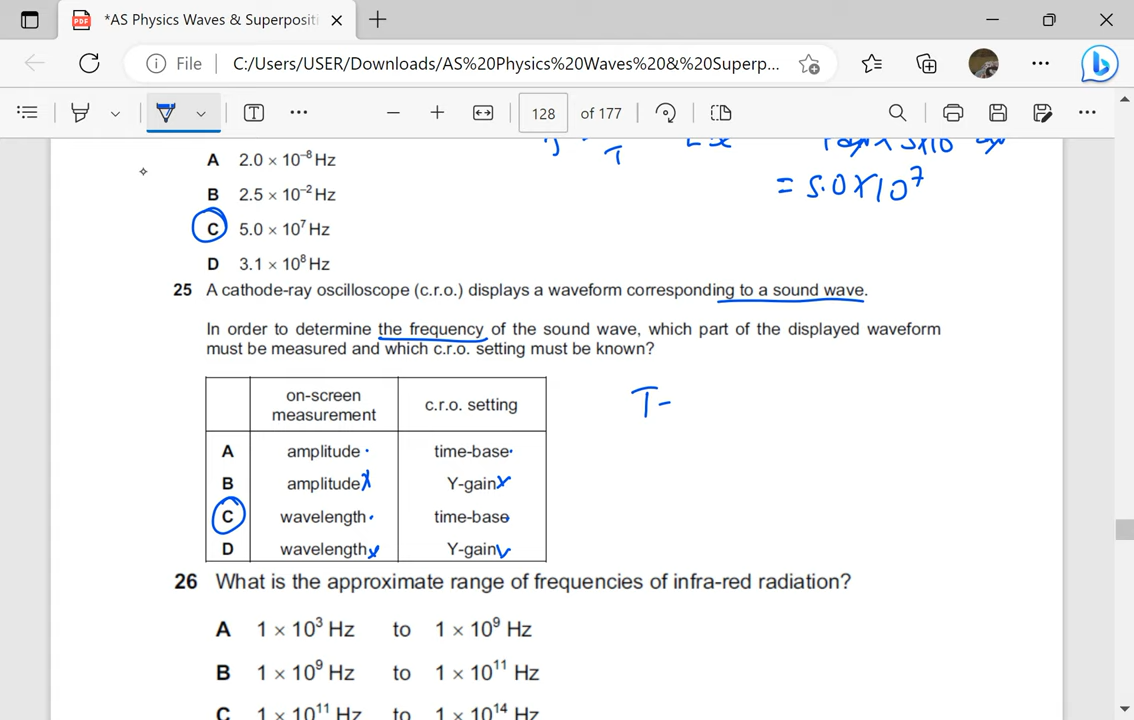 *AS Physics Waves & Superpositi
File C:/Users/USER/Downloads/AS%20Physics%20Waves%20&%20Superp...
128 of 177
A 2.0 × 10⁻⁸ Hz
= 5.0 × 10⁷
B 2.5 × 10⁻² Hz
C 5.0 × 10⁷ Hz
D 3.1 × 10⁸ Hz
25 A cathode-ray oscilloscope (c.r.o.) displays a waveform corresponding to a sound wave.
In order to determine the frequency of the sound wave, which part of the displayed waveform
must be measured and which c.r.o. setting must be known?
on-screen measurement c.r.o. setting
T-
A amplitude time-base
B amplitude Y-gain
C wavelength time-base
D wavelength Y-gain
26 What is the approximate range of frequencies of infra-red radiation?
A 1 × 10³ Hz to 1 × 10⁹ Hz
B 1 × 10⁹ Hz to 1 × 10¹¹ Hz
C 1 × 10¹¹ Hz to 1 × 10¹⁴ Hz